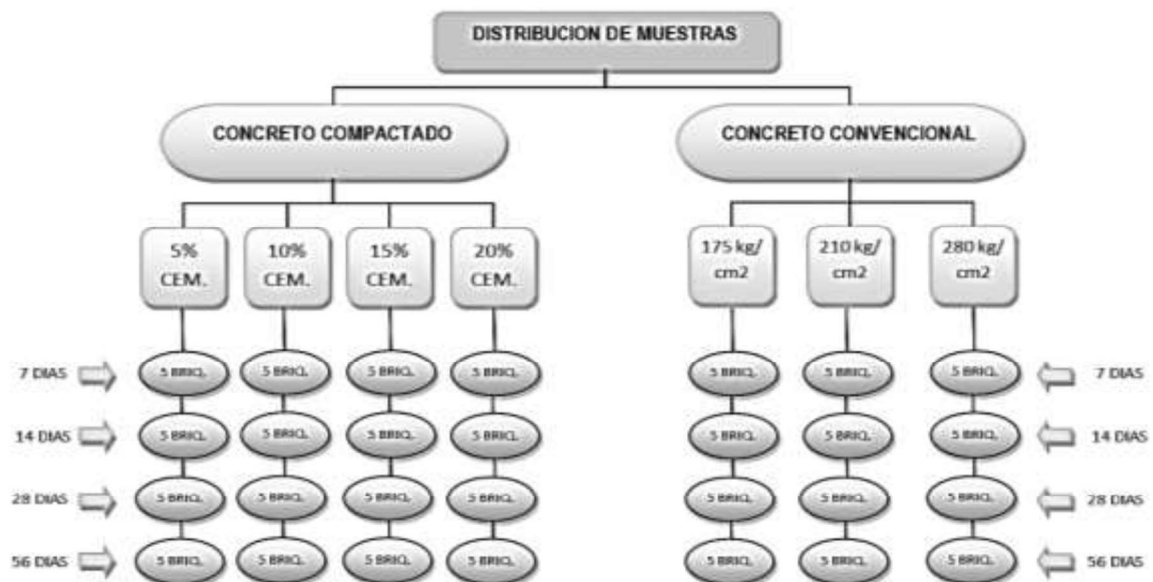 DISTRIBUCION DE MUESTRAS
CONCRETO COMPACTADO
CONCRETO CONVENCIONAL
5%
CEM.
10%
CEM.
15%
CEM.
20%
CEM.
175 kg/
cm2
210 kg/
cm2
280 kg/
cm2
7 DIAS
5 BRIQ.
5 BRIQ.
5 BRIQ.
5 BRIQ.
5 BRIQ.
5 BRIQ.
5 BRIQ.
7 DIAS
14 DIAS
5 BRIQ.
5 BRIQ.
5 BRIQ.
5 BRIQ.
5 BRIQ.
5 BRIQ.
5 BRIQ.
14 DIAS
28 DIAS
5 BRIQ.
5 BRIQ.
5 BRIQ.
5 BRIQ.
5 BRIQ.
5 BRIQ.
5 BRIQ.
28 DIAS
56 DIAS
5 BRIQ.
5 BRIQ.
5 BRIQ.
5 BRIQ.
5 BRIQ.
5 BRIQ.
5 BRIQ.
56 DIAS